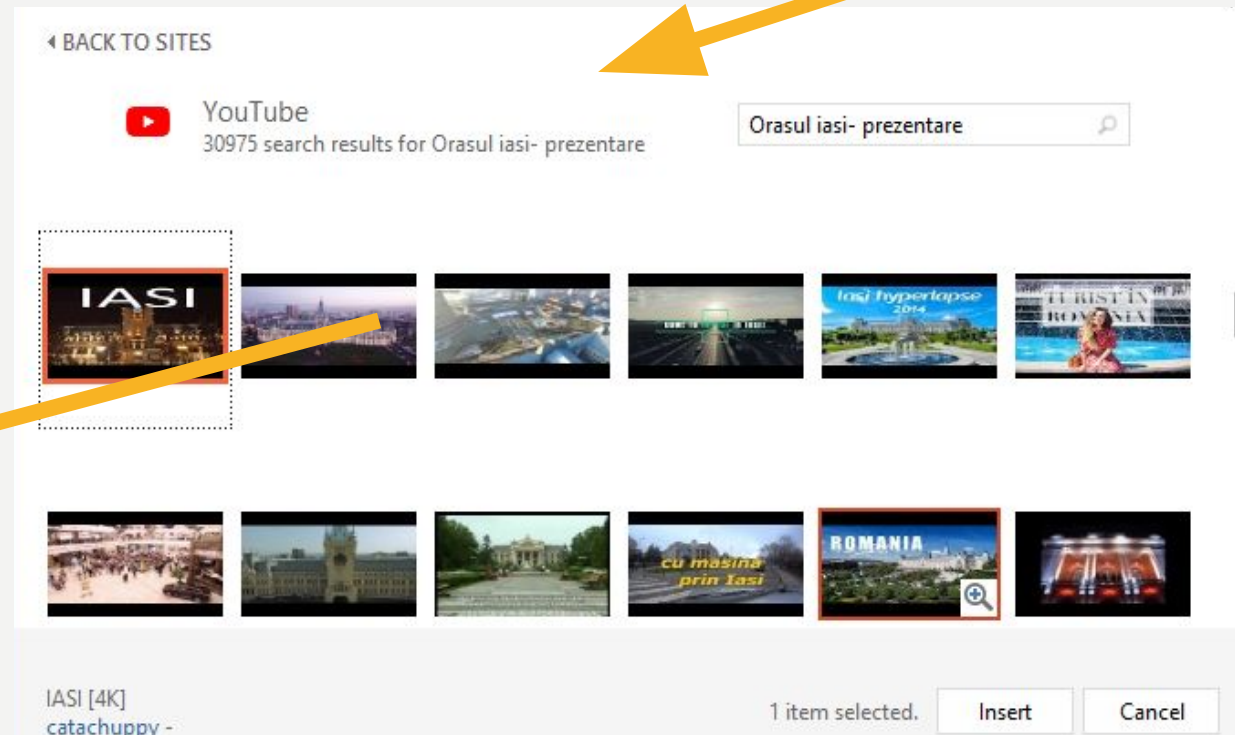 BACK TO SITES
YouTube
30975 search results for Orasul iasi- prezentare
Orasul iasi- prezentare
IASI
Iasi hyperlapse
2014
TURIST IN
ROMANIA
cu masina
prin Iasi
ROMANIA
IASI [4K]
catachuppy -
1 item selected.
Insert
Cancel